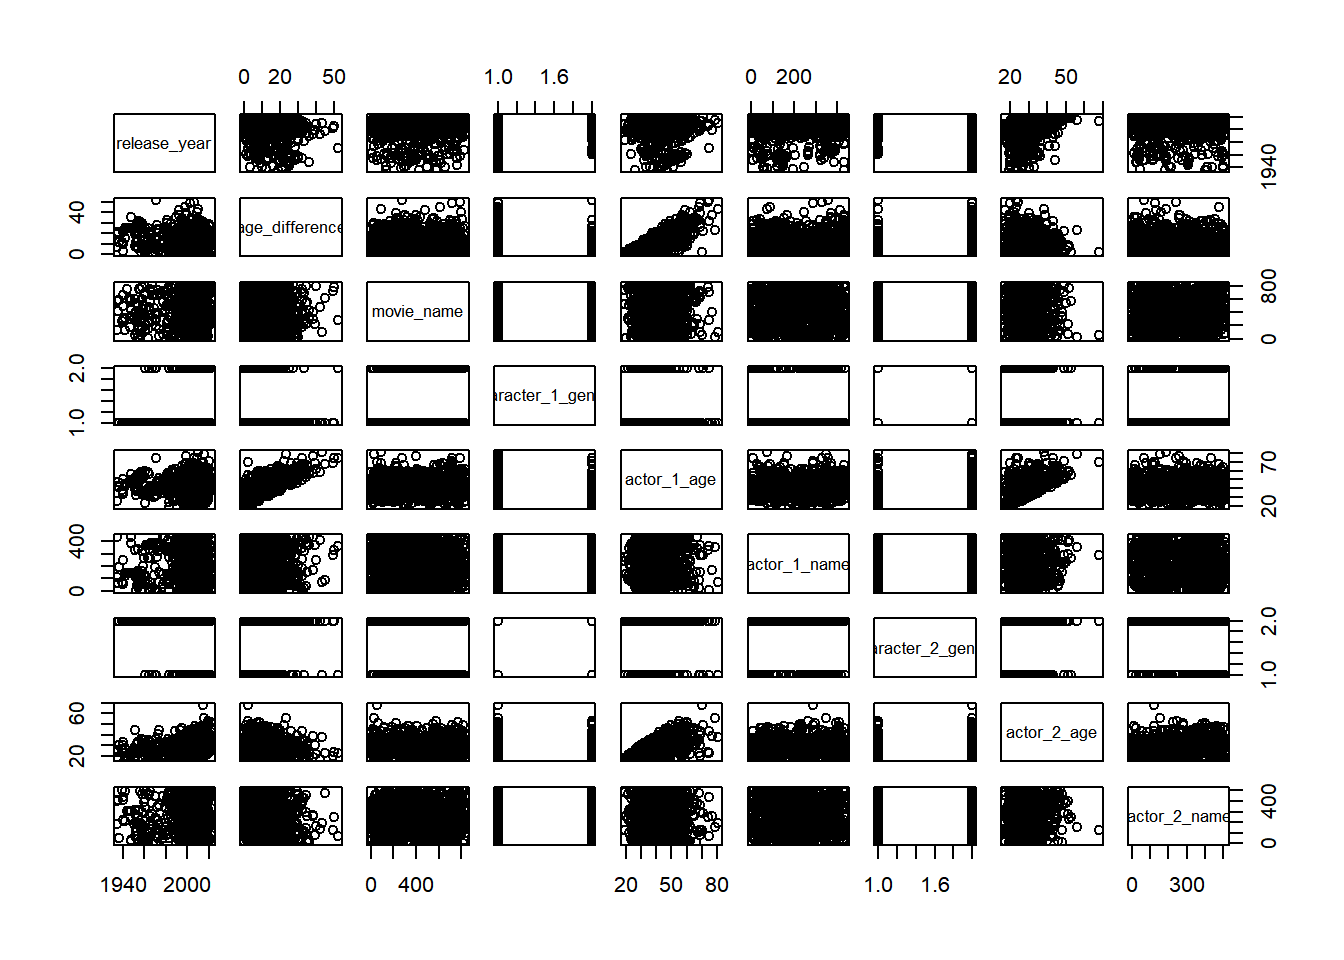 0 20 50 1.0 1.6 0 200 20 50
release_year 1940
0 40 age_difference
movie_name 0 800
1.0 2.0 aracter_1_gen
actor_1_age 20 70
0 400 actor_1_name
aracter_2_gen 1.0 2.0
20 60 actor_2_age
actor_2_name 0 400
1940 2000 0 400 20 50 80 1.0 1.6 0 300